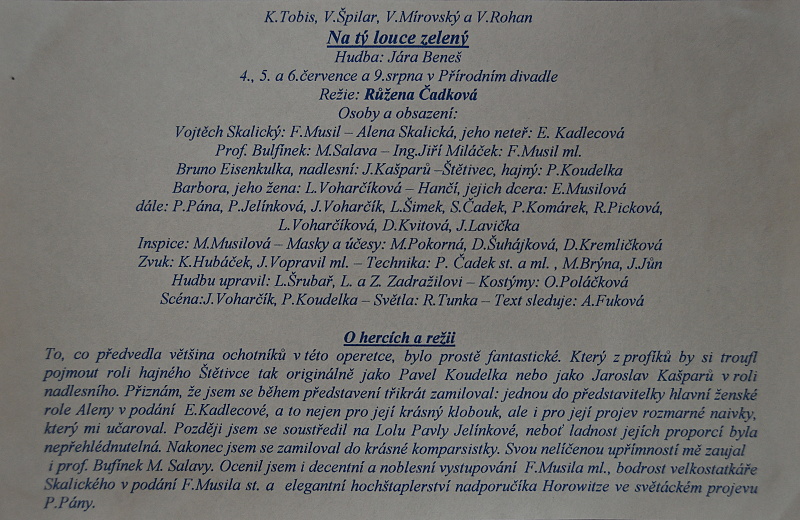 K.Tobis, V.Špilar, V.Mírovský a V.Rohan
Na tý louce zelený
Hudba: Jára Beneš
4., 5. a 6.července a 9.srpna v Přírodním divadle
Režie: Růžena Čadková
Osoby a obsazení:
Vojtěch Skalický: F.Musil – Alena Skalická, jeho neteř: E. Kadlecová
Prof. Bulfínek: M.Salava – Ing.Jiří Miláček: F.Musil ml.
Bruno Eisenkulka, nadlesní: J.Kašparů –Štětivec, hajný: P.Koudelka
Barbora, jeho žena: L.Voharčíková – Hančí, jejich dcera: E.Musilová
dále: P.Pána, P.Jelínková, J.Voharčík, L.Šimek, S.Čadek, P.Komárek, R.Picková,
L.Voharčíková, D.Kvitová, J.Lavička
Inspice: M.Musilová – Masky a účesy: M.Pokorná, D.Šuhájková, D.Kremličková
Zvuk: K.Hubáček, J.Vopravil ml. – Technika: P. Čadek st. a ml. , M.Brýna, J.Jůn
Hudbu upravil: L.Šrubař, L. a Z. Zadražilovi – Kostýmy: O.Poláčková
Scéna:J.Voharčík, P.Koudelka – Světla: R.Tunka – Text sleduje: A.Fuková
O hercích a režii
To, co předvedla většina ochotníků v této operetce, bylo prostě fantastické. Který z profíků by si troufl
pojmout roli hajného Štětivce tak originálně jako Pavel Koudelka nebo jako Jaroslav Kašparů v roli
nadlesního. Přiznám, že jsem se během představení třikrát zamiloval: jednou do představitelky hlavní ženské
role Aleny v podání E.Kadlecové, a to nejen pro její krásný klobouk, ale i pro její projev rozmarné naivky,
který mi učaroval. Později jsem se soustředil na Lolu Pavly Jelínkové, neboť ladnost jejích proporcí byla
nepřehlédnutelná. Nakonec jsem se zamiloval do krásné komparsistky. Svou nelíčenou upřímností mě zaujal
i prof. Bufínek M. Salavy. Ocenil jsem i decentní a noblesní vystupování F.Musila ml., bodrost velkostatkáře
Skalického v podání F.Musila st. a elegantní hochštaplerství nadporučíka Horowitze ve světáckém projevu
P.Pány.